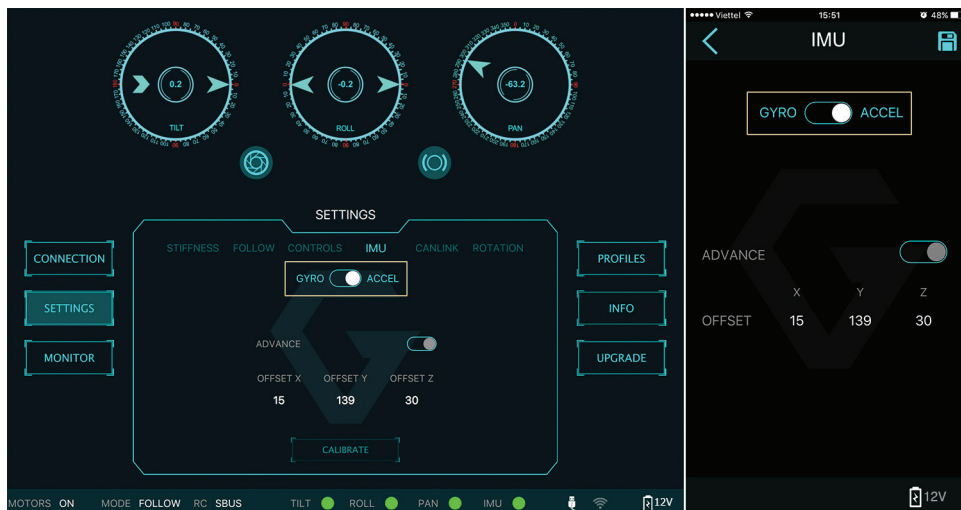 0.2
TILT
-0.2
ROLL
-63.2
PAN
SETTINGS
STIFFNESS FOLLOW CONTROLS IMU CANLINK ROTATION
GYRO ACCEL
ADVANCE
OFFSET X OFFSET Y OFFSET Z
15 139 30
CALIBRATE
CONNECTION
SETTINGS
MONITOR
PROFILES
INFO
UPGRADE
MOTORS ON MODE FOLLOW RC SBUS TILT ROLL PAN IMU 12V
Viettel 15:51 48%
IMU
GYRO ACCEL
ADVANCE
X Y Z
OFFSET 15 139 30
12V